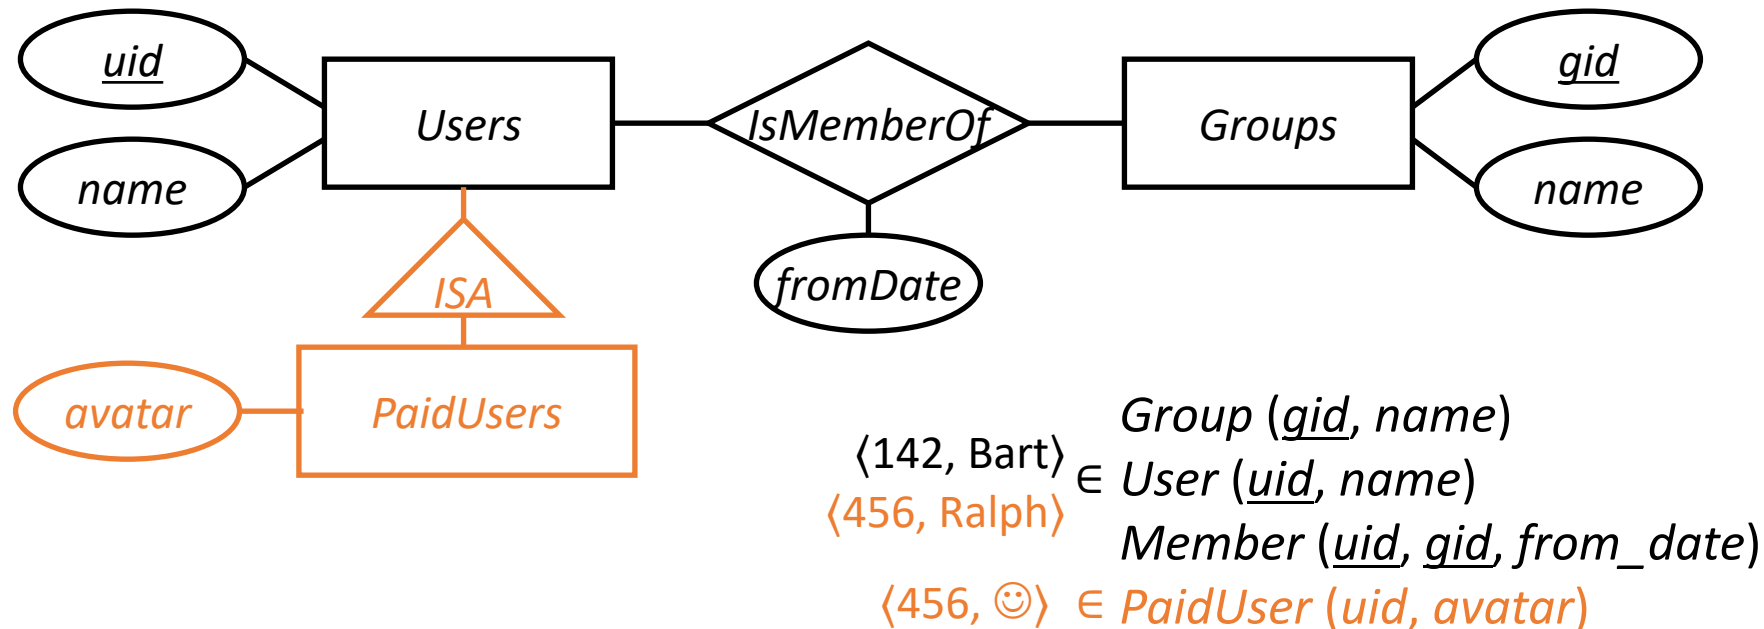 uid
name
Users
IsMemberOf
fromDate
Groups
gid
name
ISA
avatar
PaidUsers
Group (gid, name)
⟨142, Bart⟩
⟨456, Ralph⟩
∈ User (uid, name)
Member (uid, gid, from_date)
⟨456, ☺⟩ ∈ PaidUser (uid, avatar)